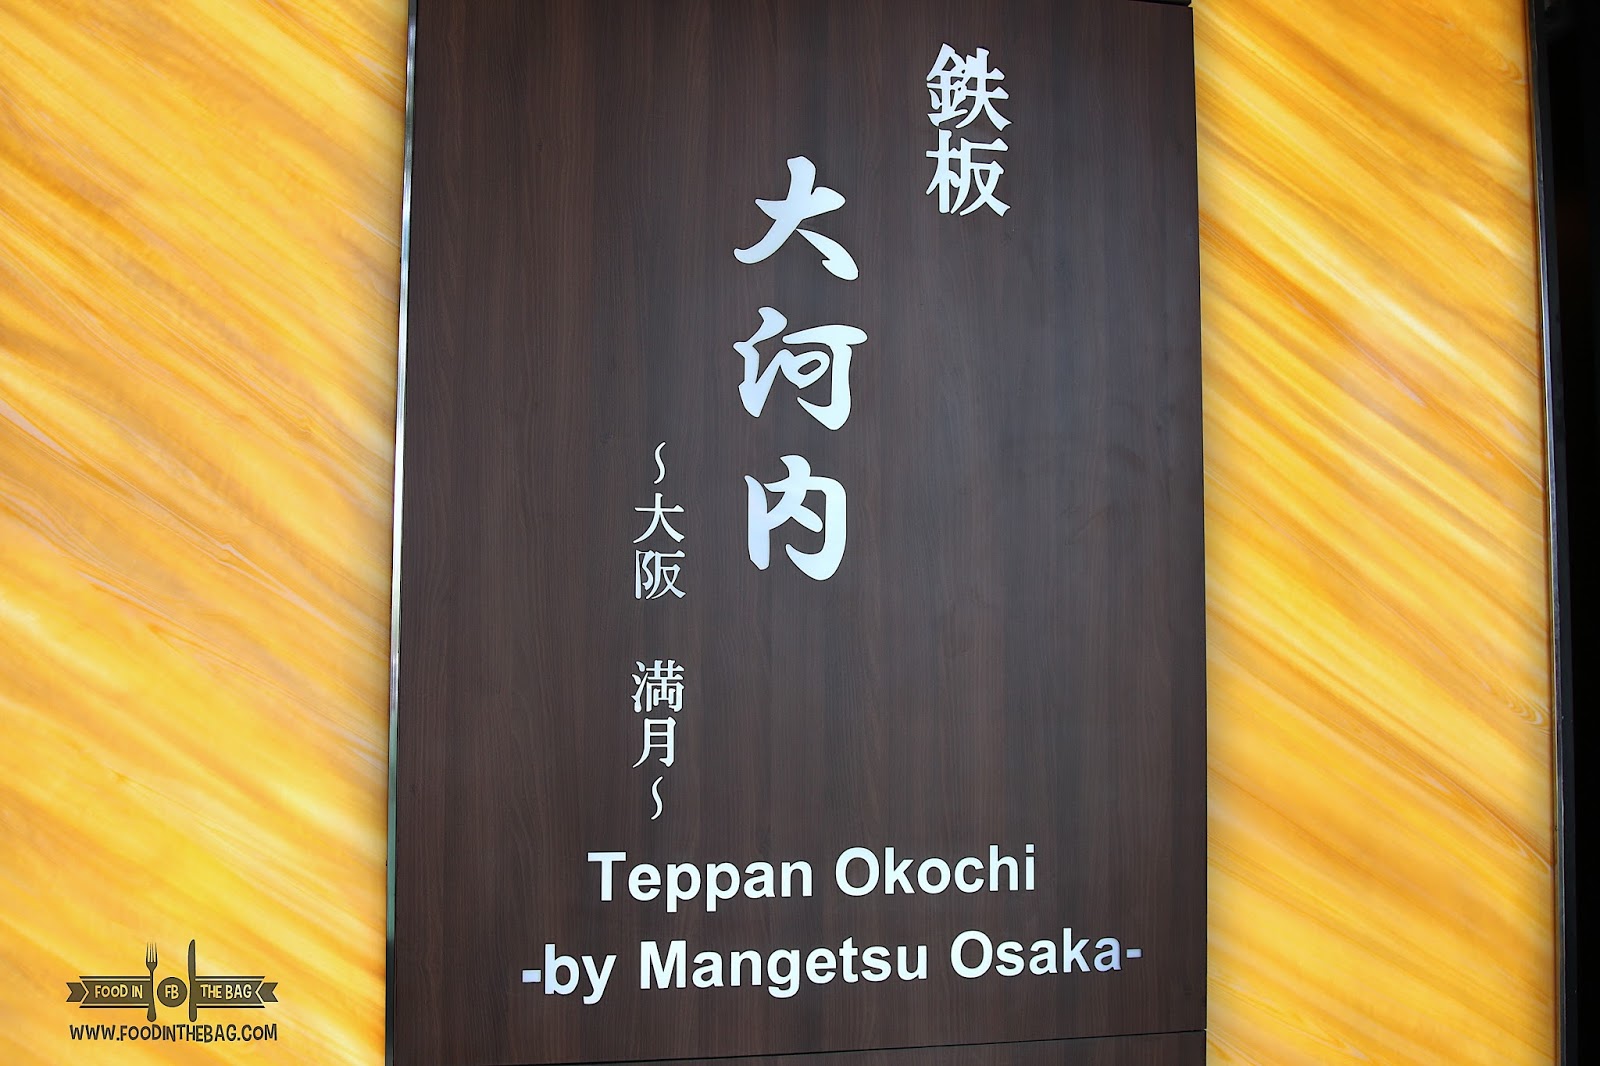 鉄板
大河内
～大阪　満月～
Teppan Okochi
-by Mangetsu Osaka-
FOOD IN FB THE BAG
WWW.FOODINTHEBAG.COM